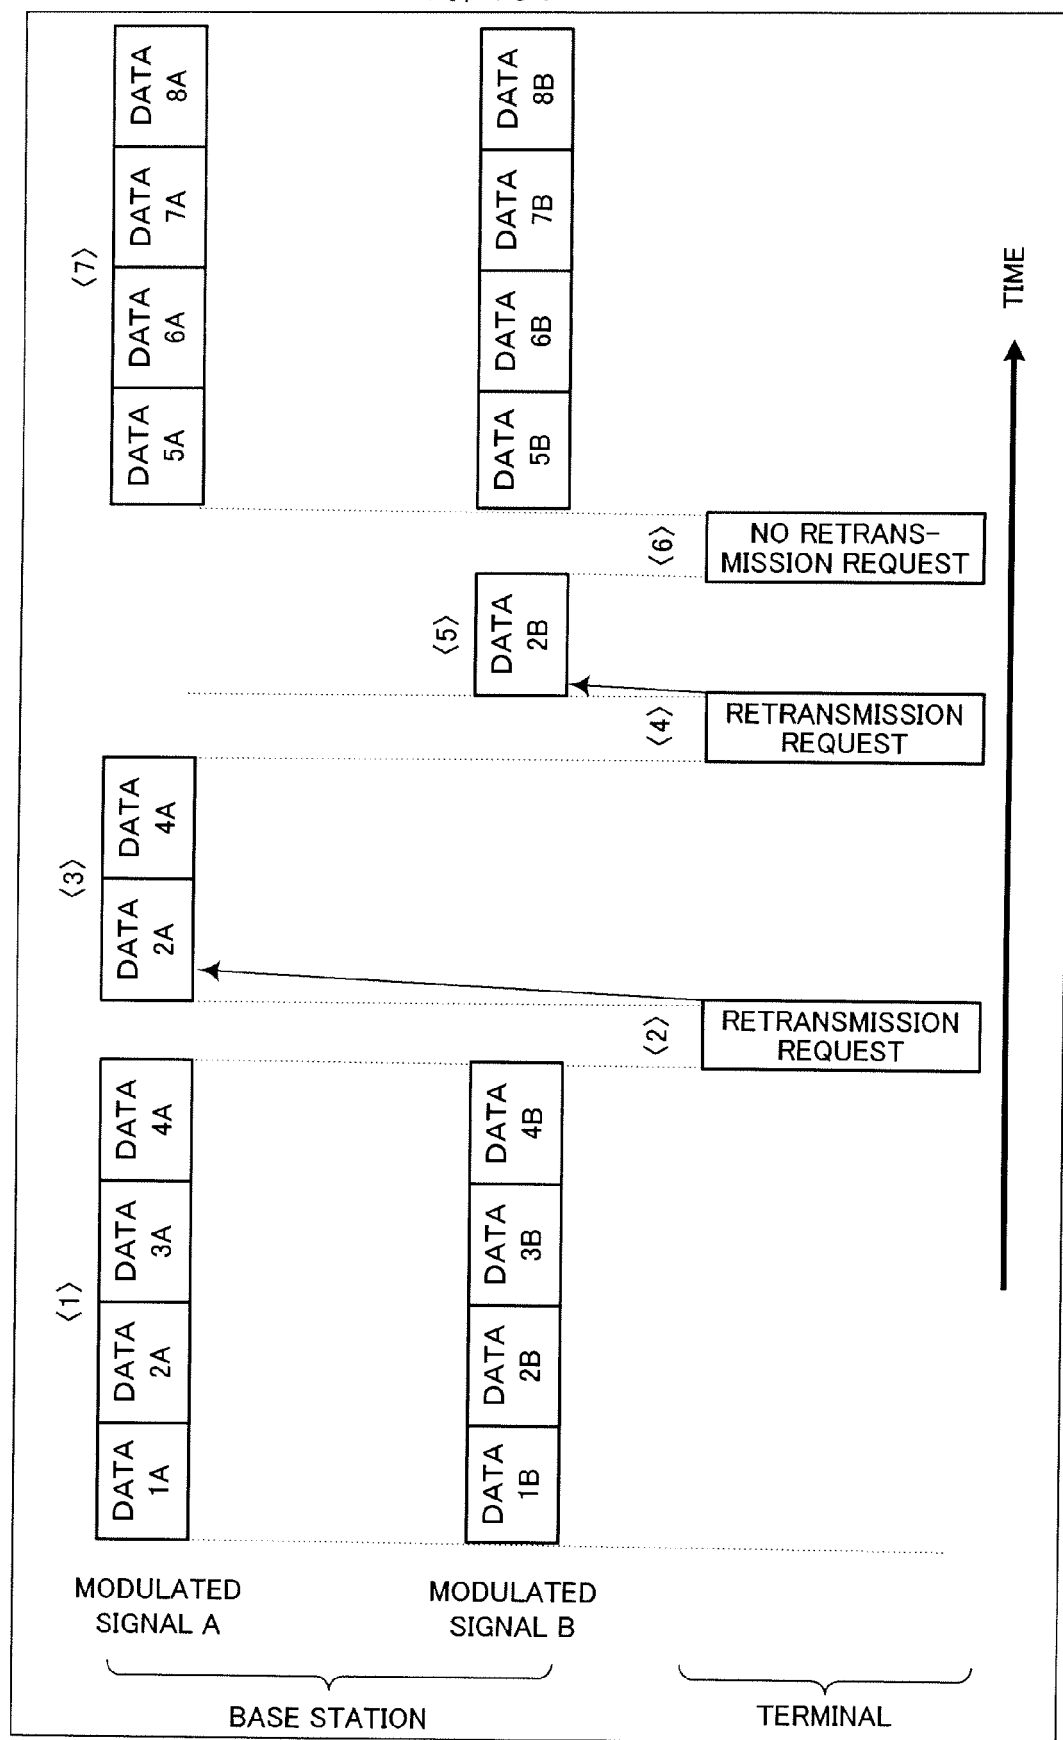 〈7〉
DATA
8A
DATA
7A
DATA
6A
DATA
5A
DATA
8B
DATA
7B
DATA
6B
DATA
5B
TIME
〈6〉
NO RETRANS-
MISSION REQUEST
〈5〉
DATA
2B
〈4〉
RETRANSMISSION
REQUEST
〈3〉
DATA
4A
DATA
2A
〈2〉
RETRANSMISSION
REQUEST
〈1〉
DATA
4A
DATA
3A
DATA
2A
DATA
1A
DATA
4B
DATA
3B
DATA
2B
DATA
1B
MODULATED
SIGNAL A
MODULATED
SIGNAL B
BASE STATION
TERMINAL